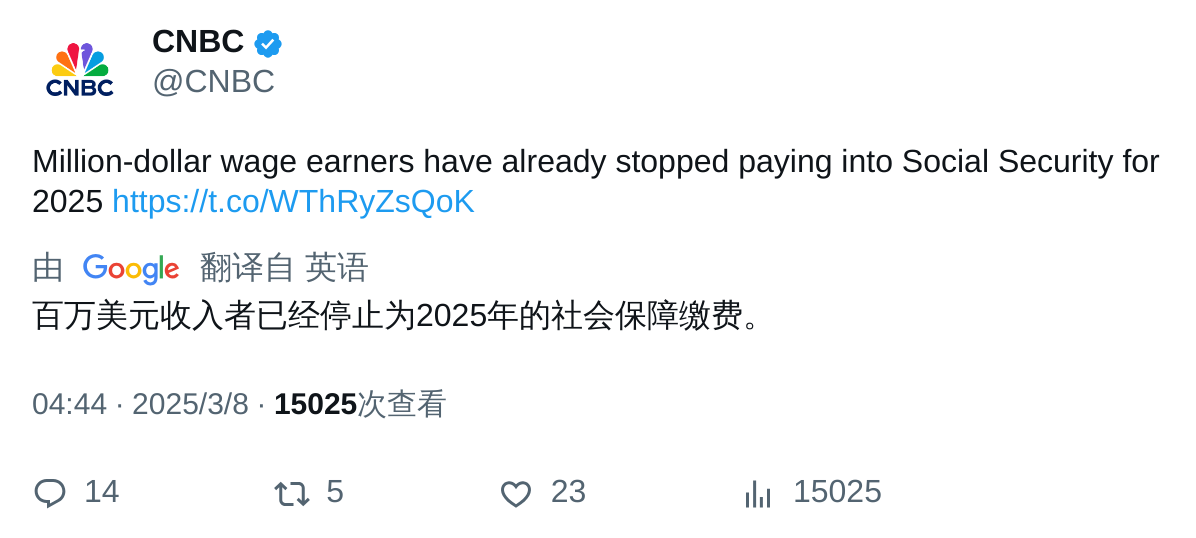 CNBC
CNBC
@CNBC
Million-dollar wage earners have already stopped paying into Social Security for
2025 https://t.co/WThRyZsQoK
由 Google 翻译自 英语
百万美元收入者已经停止为2025年的社会保障缴费。
04:44 · 2025/3/8 · 15025次查看
14 5 23 15025